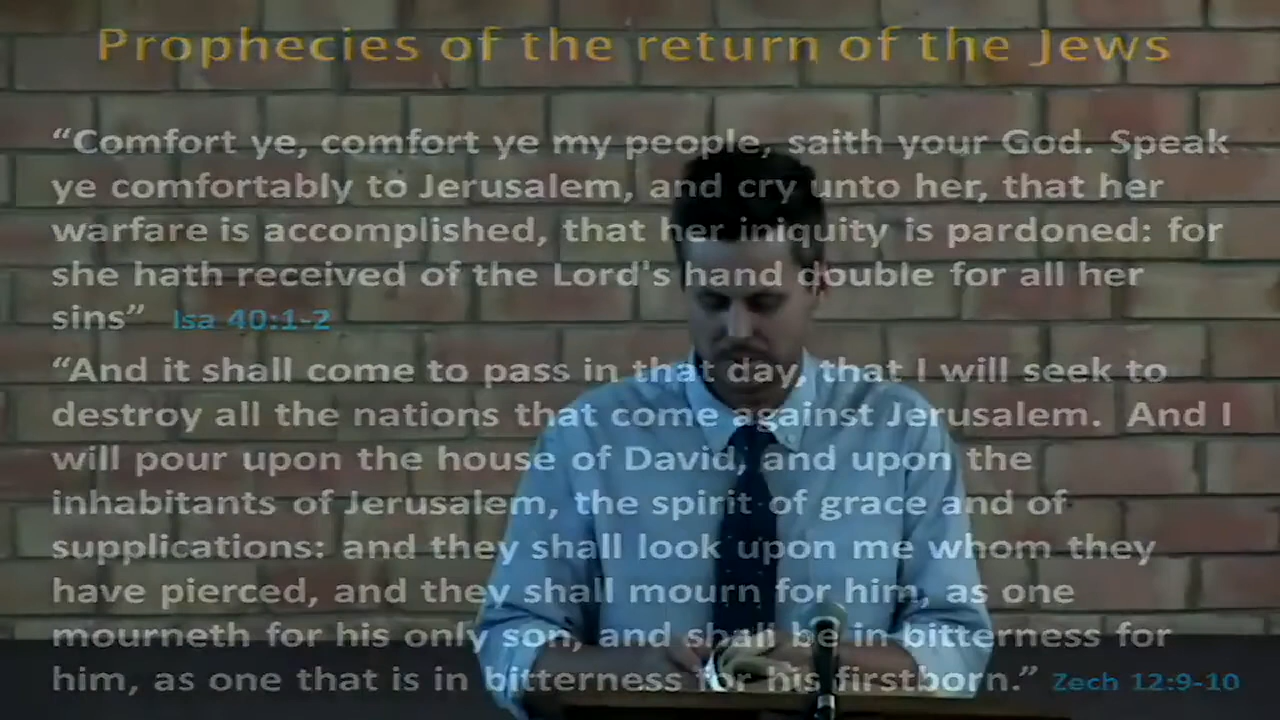 Prophecies of the return of the Jews
“Comfort ye, comfort ye my people, saith your God. Speak
ye comfortably to Jerusalem, and cry unto her, that her
warfare is accomplished, that her iniquity is pardoned: for
she hath received of the Lord's hand double for all her
sins” Isa 40:1-2
“And it shall come to pass in that day, that I will seek to
destroy all the nations that come against Jerusalem. And I
will pour upon the house of David, and upon the
inhabitants of Jerusalem, the spirit of grace and of
supplications: and they shall look upon me whom they
have pierced, and they shall mourn for him, as one
mourneth for his only son, and shall be in bitterness for
him, as one that is in bitterness for his firstborn.” Zech 12:9-10